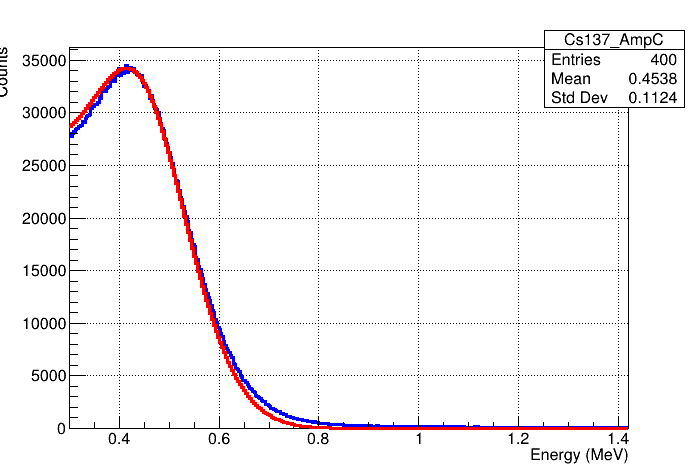 Cs137_AmpC
Entries 400
Mean 0.4538
Std Dev 0.1124
Counts
35000
30000
25000
20000
15000
10000
5000
0
0.4 0.6 0.8 1 1.2 1.4
Energy (MeV)